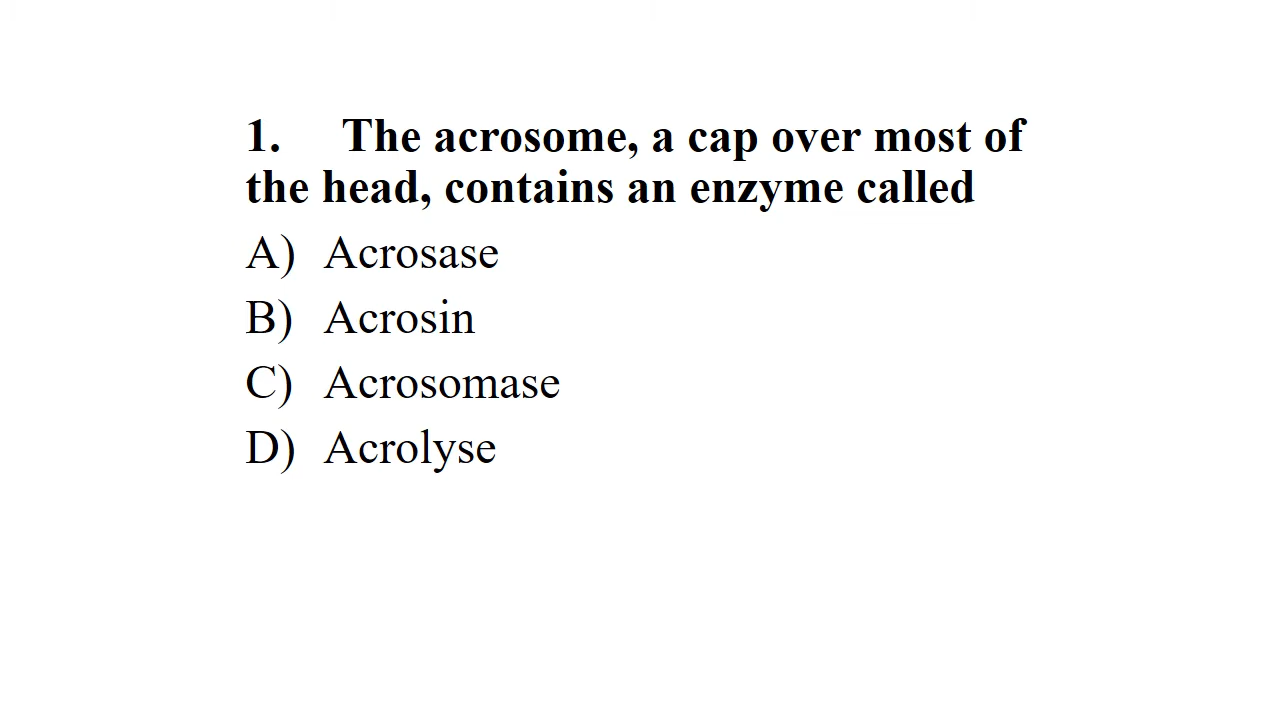 1. The acrosome, a cap over most of
the head, contains an enzyme called
A) Acrosase
B) Acrosin
C) Acrosomase
D) Acrolyse